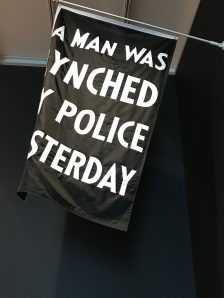 A MAN WAS
YNCHED
Y POLICE
STERDAY